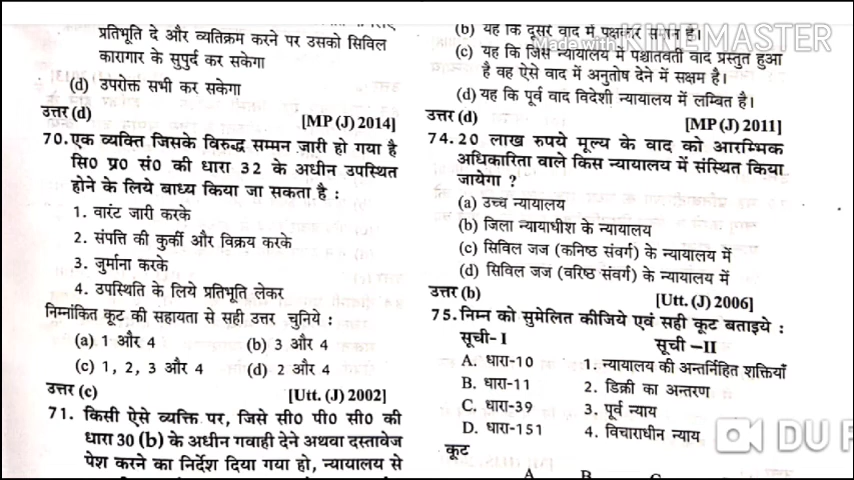 प्रतिभूति दे और व्यतिक्रम करने पर उसको सिविल
कारागार के सुपुर्द कर सकेगा
(d) उपरोक्त सभी कर सकेगा
उत्तर (d) [MP (J) 2014]
70. एक व्यक्ति जिसके विरुद्ध सम्मन जारी हो गया है
सि0 प्र0 सं0 की धारा 32 के अधीन उपस्थित
होने के लिये बाध्य किया जा सकता है :
1. वारंट जारी करके
2. संपत्ति की कुर्की और विक्रय करके
3. जुर्माना करके
4. उपस्थिति के लिये प्रतिभूति लेकर
निम्नांकित कूट की सहायता से सही उत्तर चुनिये :
(a) 1 और 4 (b) 3 और 4
(c) 1, 2, 3 और 4 (d) 2 और 4
उत्तर (c) [Utt. (J) 2002]
71. किसी ऐसे व्यक्ति पर, जिसे सी0 पी0 सी0 की
धारा 30 (b) के अधीन गवाही देने अथवा दस्तावेज
पेश करने का निर्देश दिया गया हो, न्यायालय से
(b) यह कि दूसरे वाद में पक्षकार समान है।
Made with KINEMASTER
(c) यह कि जिस न्यायालय में पश्चातवर्ती वाद प्रस्तुत हुआ
है वह ऐसे वाद में अनुतोष देने में सक्षम है।
(d) यह कि पूर्व वाद विदेशी न्यायालय में लम्बित है।
उत्तर (d) [MP (J) 2011]
74. 20 लाख रुपये मूल्य के वाद को आरम्भिक
अधिकारिता वाले किस न्यायालय में संस्थित किया
जायेगा ?
(a) उच्च न्यायालय
(b) जिला न्यायाधीश के न्यायालय
(c) सिविल जज (कनिष्ठ संवर्ग) के न्यायालय में
(d) सिविल जज (वरिष्ठ संवर्ग) के न्यायालय में
उत्तर (b) [Utt. (J) 2006]
75. निम्न को सुमेलित कीजिये एवं सही कूट बताइये :
सूची- I सूची –II
A. धारा-10 1. न्यायालय की अन्तर्निहित शक्तियाँ
B. धारा-11 2. डिक्री का अन्तरण
C. धारा-39 3. पूर्व न्याय
D. धारा-151 4. विचाराधीन न्याय
DU
कूट
A B C